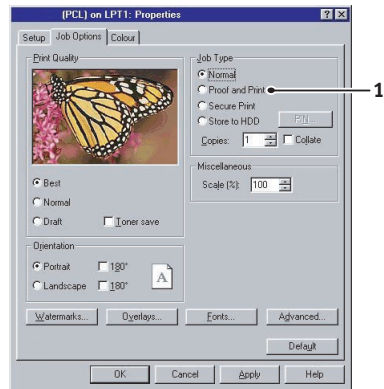 (PCL) on LPT1: Properties
Setup Job Options Colour
Print Quality
Best
Normal
Draft Toner save
Orientation
Portrait 180°
Landscape 180°
A
Job Type
Normal
Proof and Print
1
Secure Print
Store to HDD PIN...
Copies: 1 Collate
Miscellaneous
Scale (%): 100
Watermarks... Overlays... Fonts... Advanced...
Default
OK Cancel Apply Help